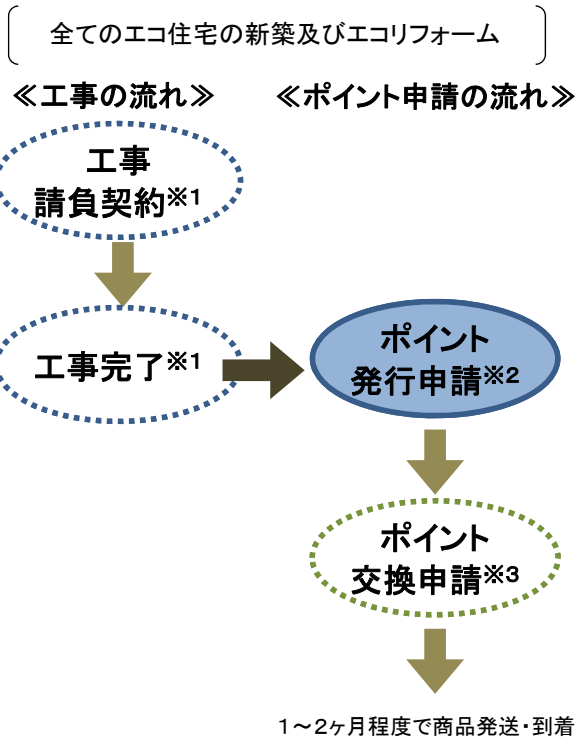 全てのエコ住宅の新築及びエコリフォーム
≪工事の流れ≫
≪ポイント申請の流れ≫
工事
請負契約※1
工事完了※1
ポイント
発行申請※2
ポイント
交換申請※3
1～2ヶ月程度で商品発送・到着